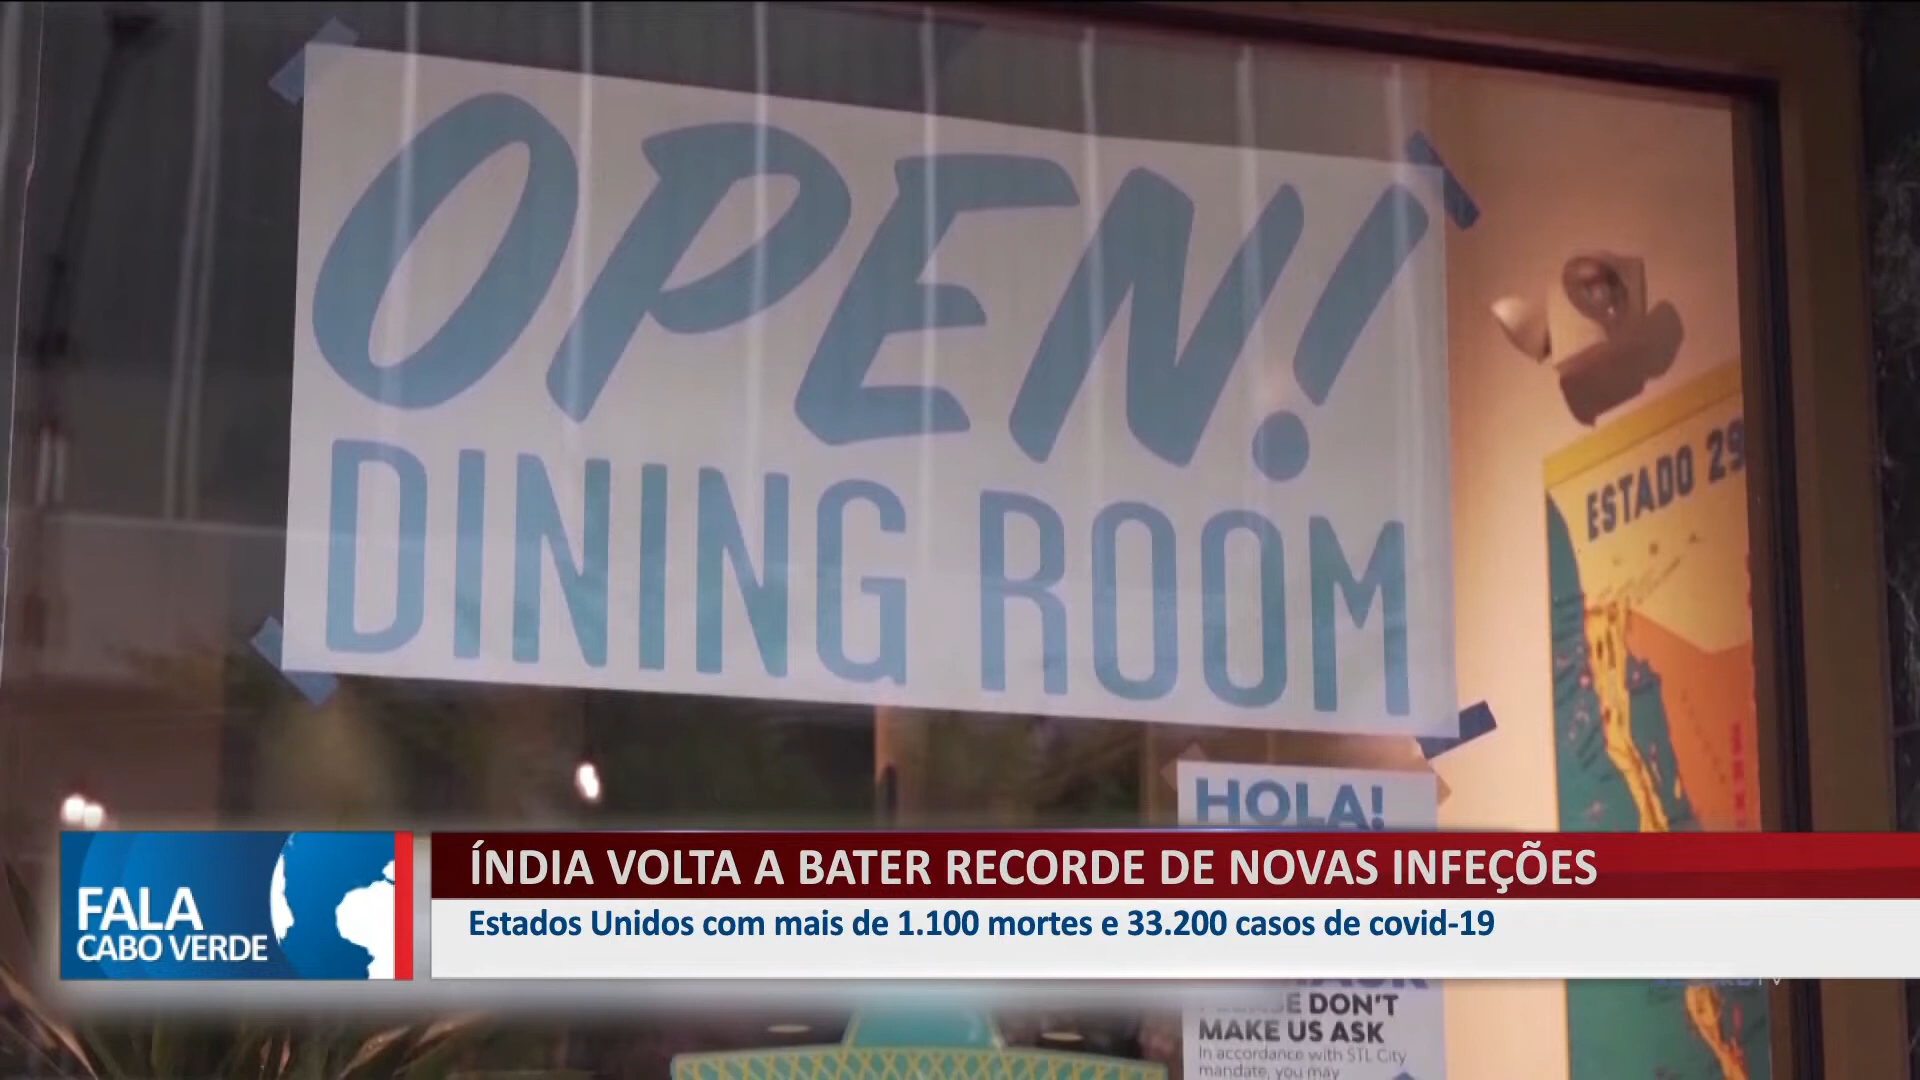 OPEN!
DINING ROOM
ESTADO 29
HOLA!
ÍNDIA VOLTA A BATER RECORDE DE NOVAS INFEÇÕES
Estados Unidos com mais de 1.100 mortes e 33.200 casos de covid-19
FALA
CABO VERDE
DON'T
MAKE US ASK
In accordance with STL City
mandate, you may